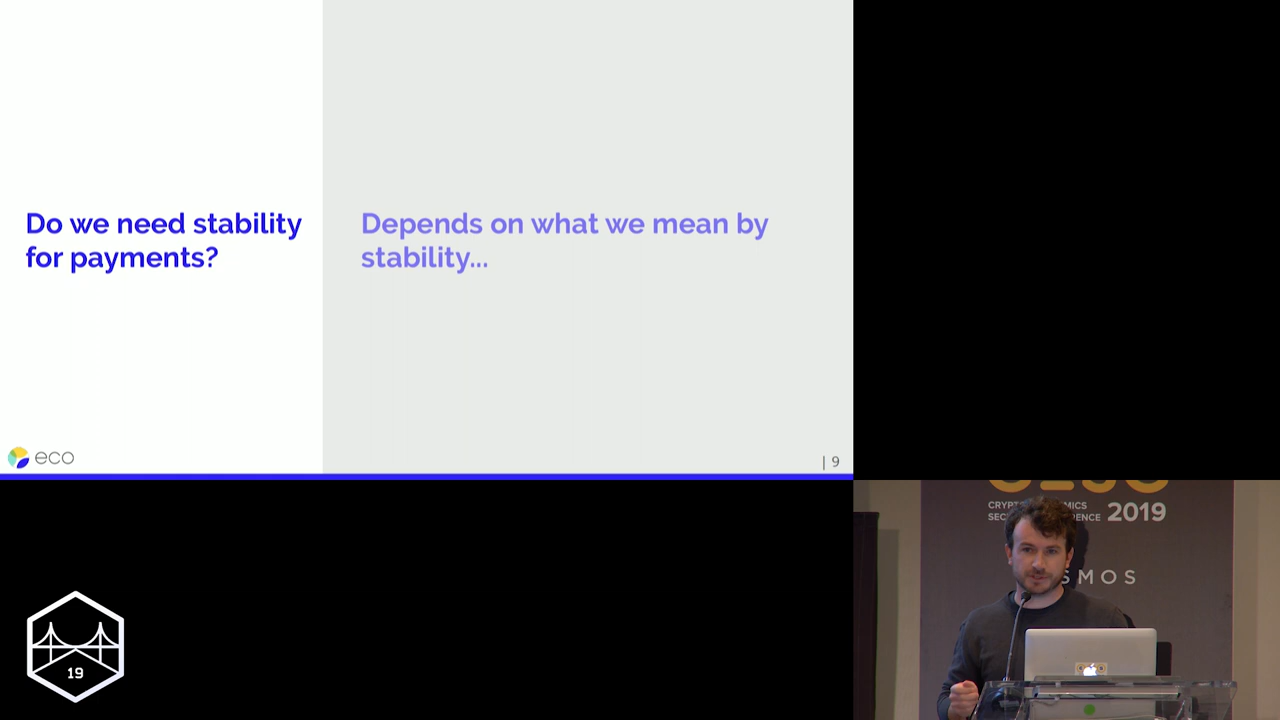 Do we need stability
for payments?
Depends on what we mean by
stability...
eco
| 9
19
2019
SMOS